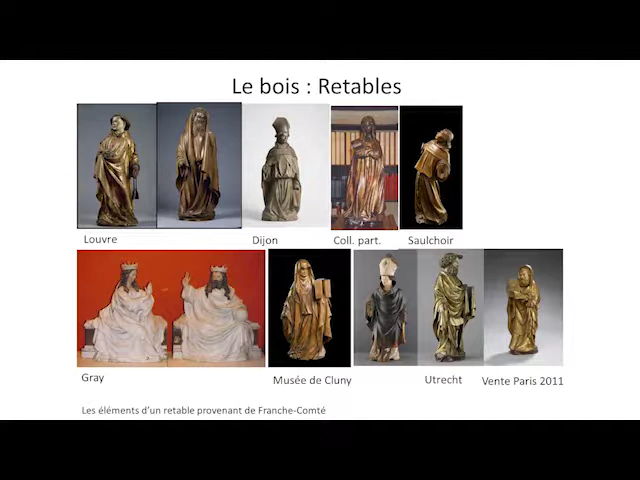 Le bois : Retables
Louvre
Dijon
Coll. part.
Saulchoir
Gray
Musée de Cluny
Utrecht
Vente Paris 2011
Les éléments d’un retable provenant de Franche-Comté